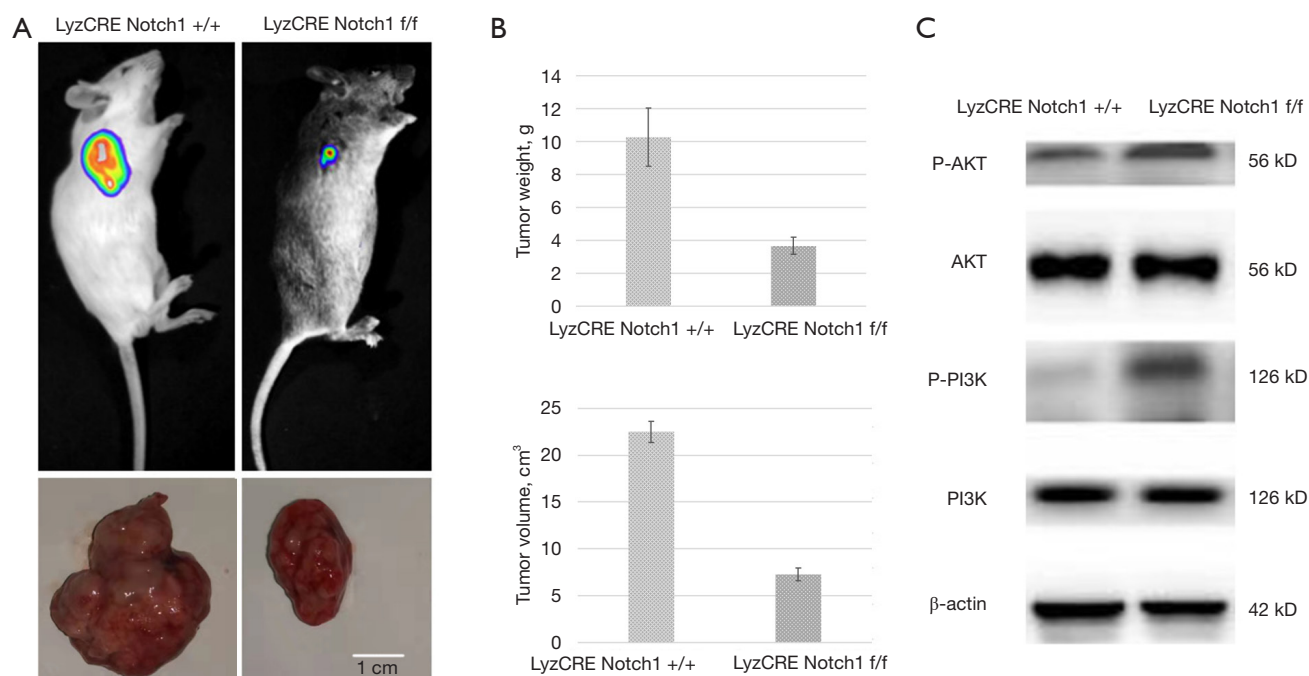 A
LyzCRE Notch1 +/+
LyzCRE Notch1 f/f
1 cm
B
Tumor weight, g
14
12
10
8
6
4
2
0
LyzCRE Notch1 +/+
LyzCRE Notch1 f/f
Tumor volume, cm³
25
20
15
10
5
0
LyzCRE Notch1 +/+
LyzCRE Notch1 f/f
C
LyzCRE Notch1 +/+
LyzCRE Notch1 f/f
P-AKT
56 kD
AKT
56 kD
P-PI3K
126 kD
PI3K
126 kD
β-actin
42 kD